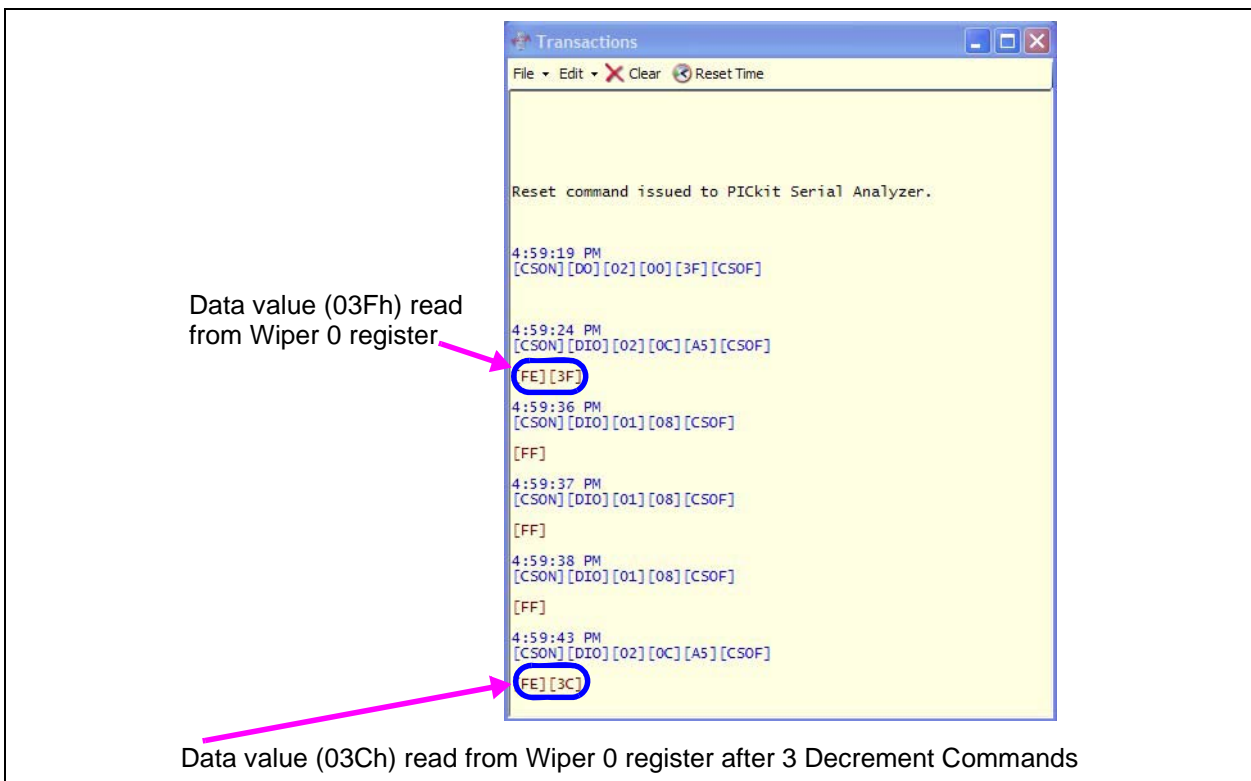 Transactions
File Edit Clear Reset Time
Reset command issued to PICkit Serial Analyzer.
4:59:19 PM
[CSON][DO][02][00][3F][CSOF]
Data value (03Fh) read
from Wiper 0 register
4:59:24 PM
[CSON][DIO][02][0C][A5][CSOF]
[FE][3F]
4:59:36 PM
[CSON][DIO][01][08][CSOF]
[FF]
4:59:37 PM
[CSON][DIO][01][08][CSOF]
[FF]
4:59:38 PM
[CSON][DIO][01][08][CSOF]
[FF]
4:59:43 PM
[CSON][DIO][02][0C][A5][CSOF]
[FE][3C]
Data value (03Ch) read from Wiper 0 register after 3 Decrement Commands